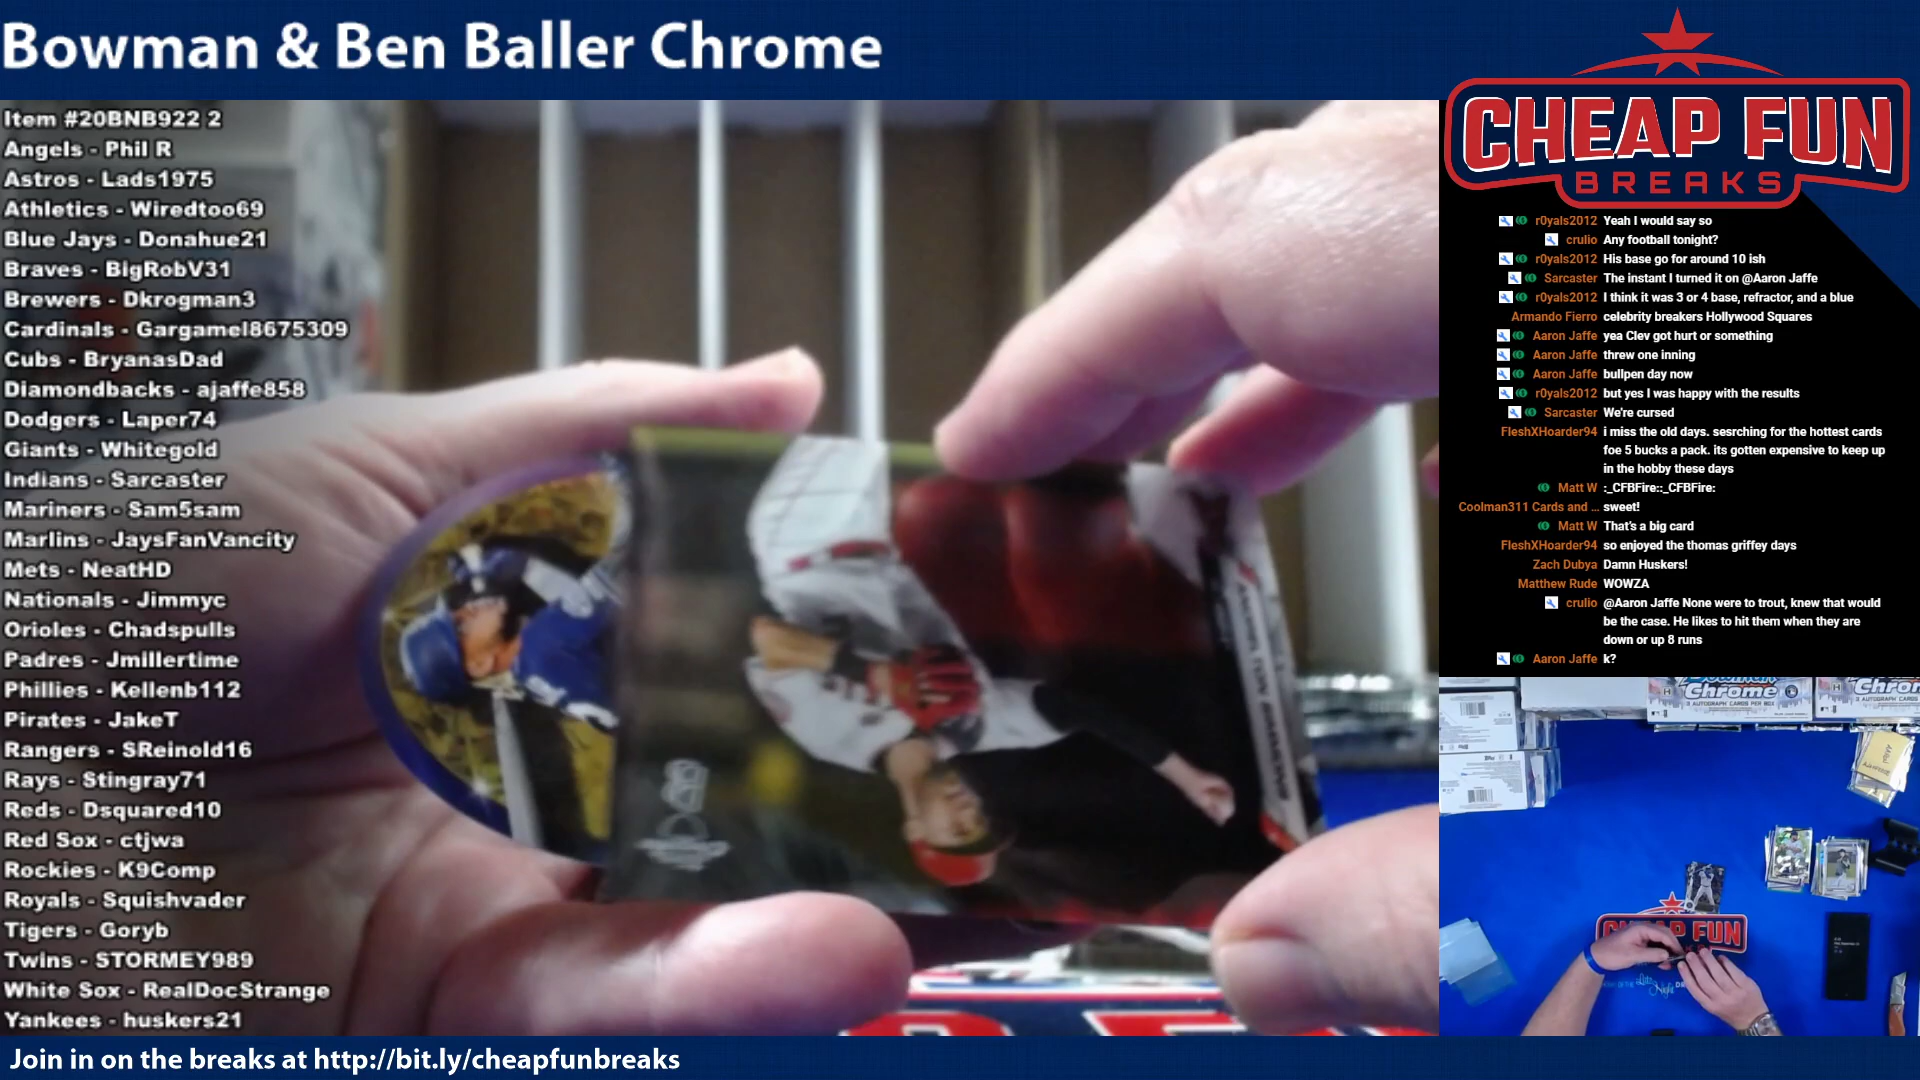 Bowman & Ben Baller Chrome
Item #20BNB922 2
Angels - Phil R
Astros - Lads1975
Athletics - Wiredtoo69
Blue Jays - Donahue21
Braves - BigRobV31
Brewers - Dkrogman3
Cardinals - Gargamel8675309
Cubs - BryanasDad
Diamondbacks - ajaffe858
Dodgers - Laper74
Giants - Whitegold
Indians - Sarcaster
Mariners - Sam5sam
Marlins - JaysFanVancity
Mets - NeatHD
Nationals - Jimmyc
Orioles - Chadspulls
Padres - Jmillertime
Phillies - Kellenb112
Pirates - JakeT
Rangers - SReinold16
Rays - Stingray71
Reds - Dsquared10
Red Sox - ctjwa
Rockies - K9Comp
Royals - Squishvader
Tigers - Goryb
Twins - STORMEY989
White Sox - RealDocStrange
Yankees - huskers21
CHEAP FUN
BREAKS
r0yals2012 Yeah I would say so
crulio Any football tonight?
r0yals2012 His base go for around 10 ish
Sarcaster The instant I turned it on @Aaron Jaffe
r0yals2012 I think it was 3 or 4 base, refractor, and a blue
Armando Fierro celebrity breakers Hollywood Squares
Aaron Jaffe yea Clev got hurt or something
Aaron Jaffe threw one inning
Aaron Jaffe bullpen day now
r0yals2012 but yes I was happy with the results
Sarcaster We're cursed
FleshXHoarder94 i miss the old days. sesrching for the hottest cards
foe 5 bucks a pack. its gotten expensive to keep up
in the hobby these days
Matt W :_CFBFire::_CFBFire:
Coolman311 Cards and ... sweet!
Matt W That's a big card
FleshXHoarder94 so enjoyed the thomas griffey days
Zach Dubya Damn Huskers!
Matthew Rude WOWZA
crulio @Aaron Jaffe None were to trout, knew that would
be the case. He likes to hit them when they are
down or up 8 runs
Aaron Jaffe k?
Bowman
Chrome
Chrome
CHEAP FUN
Join in on the breaks at http://bit.ly/cheapfunbreaks